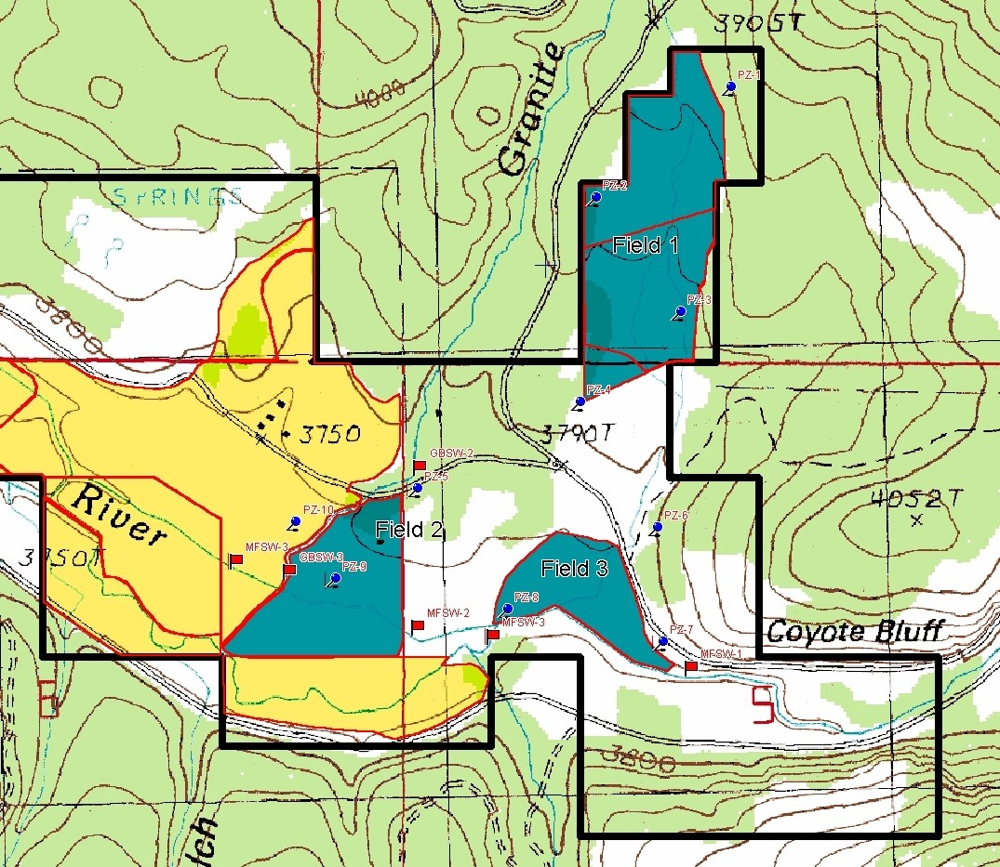 3905T
PZ-1
4000
Granite
PZ-2
SPRINGS
Field 1
PZ-3
3800
PZ-4
3750
3790T
GBSW-2
PZ-5
4052T
River
PZ-10
PZ-6
Field 2
MFSW-3
GBSW-3
PZ-9
Field 3
3750T
PZ-8
MFSW-2
MFSW-3
Coyote Bluff
PZ-7
MFSW-1
9
3800
lch